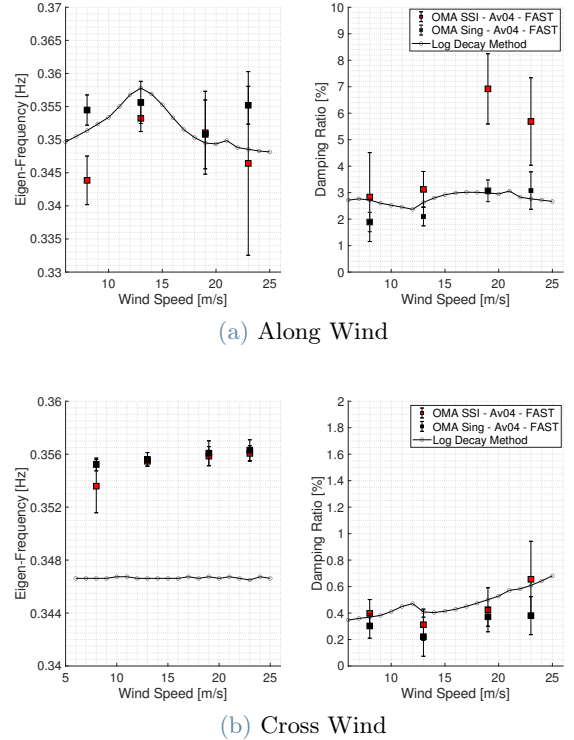 0.37
0.365
0.36
0.355
0.35
0.345
0.34
0.335
0.33
Eigen-Frequency [Hz]
10 15 20 25
Wind Speed [m/s]
10
9
8
7
6
5
4
3
2
1
0
Damping Ratio [%]
OMA SSI - Av04 - FAST
OMA Sing - Av04 - FAST
Log Decay Method
10 15 20 25
Wind Speed [m/s]
(a) Along Wind
0.36
0.356
0.352
0.348
0.344
0.34
Eigen-Frequency [Hz]
5 10 15 20 25
Wind Speed [m/s]
2
1.8
1.6
1.4
1.2
1
0.8
0.6
0.4
0.2
0
Damping Ratio [%]
OMA SSI - Av04 - FAST
OMA Sing - Av04 - FAST
Log Decay Method
10 15 20 25
Wind Speed [m/s]
(b) Cross Wind